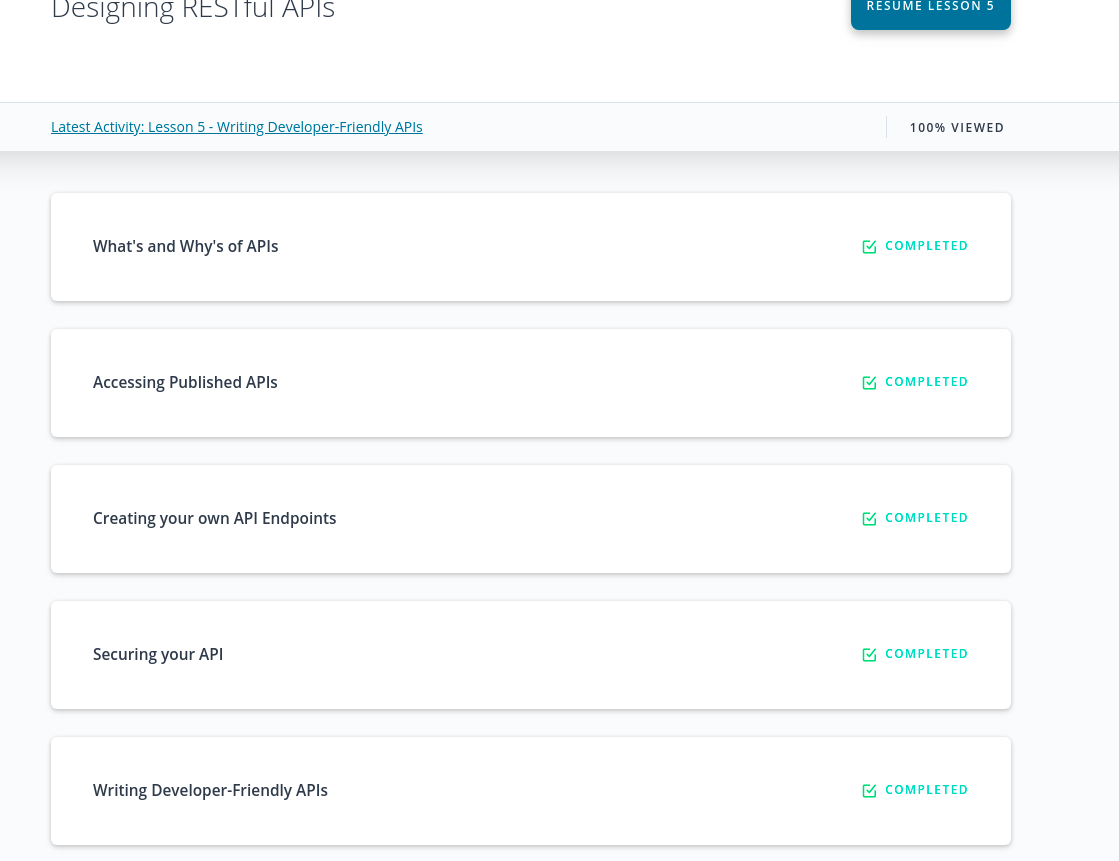 Designing RESTful APIs
RESUME LESSON 5
Latest Activity: Lesson 5 - Writing Developer-Friendly APIs
100% VIEWED
What's and Why's of APIs
COMPLETED
Accessing Published APIs
COMPLETED
Creating your own API Endpoints
COMPLETED
Securing your API
COMPLETED
Writing Developer-Friendly APIs
COMPLETED